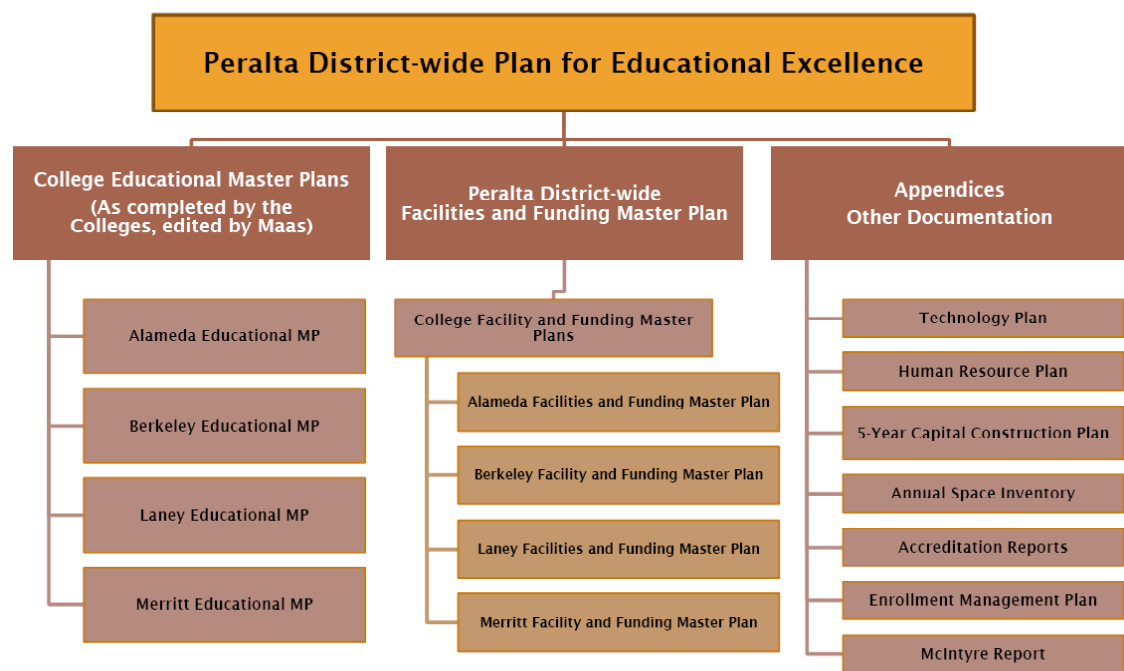 Peralta District-wide Plan for Educational Excellence
College Educational Master Plans
(As completed by the
Colleges, edited by Maas)
Alameda Educational MP
Berkeley Educational MP
Laney Educational MP
Merritt Educational MP
Peralta District-wide
Facilities and Funding Master Plan
College Facility and Funding Master
Plans
Alameda Facilities and Funding Master Plan
Berkeley Facility and Funding Master Plan
Laney Facilities and Funding Master Plan
Merritt Facility and Funding Master Plan
Appendices
Other Documentation
Technology Plan
Human Resource Plan
5-Year Capital Construction Plan
Annual Space Inventory
Accreditation Reports
Enrollment Management Plan
McIntyre Report